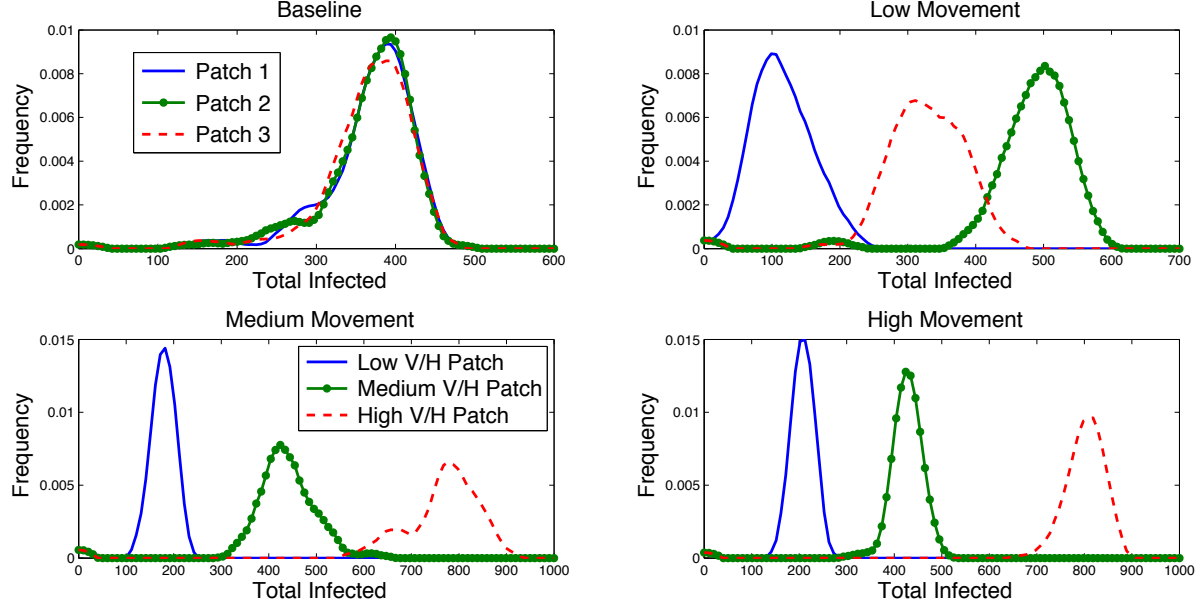 Baseline
0.01
0.008
0.006
0.004
0.002
0
Frequency
Patch 1
Patch 2
Patch 3
0 100 200 300 400 500 600
Total Infected
Low Movement
0.01
0.008
0.006
0.004
0.002
0
Frequency
0 100 200 300 400 500 600 700
Total Infected
Medium Movement
0.015
0.01
0.005
0
Frequency
Low V/H Patch
Medium V/H Patch
High V/H Patch
0 100 200 300 400 500 600 700 800 900 1000
Total Infected
High Movement
0.015
0.01
0.005
0
Frequency
0 100 200 300 400 500 600 700 800 900 1000
Total Infected